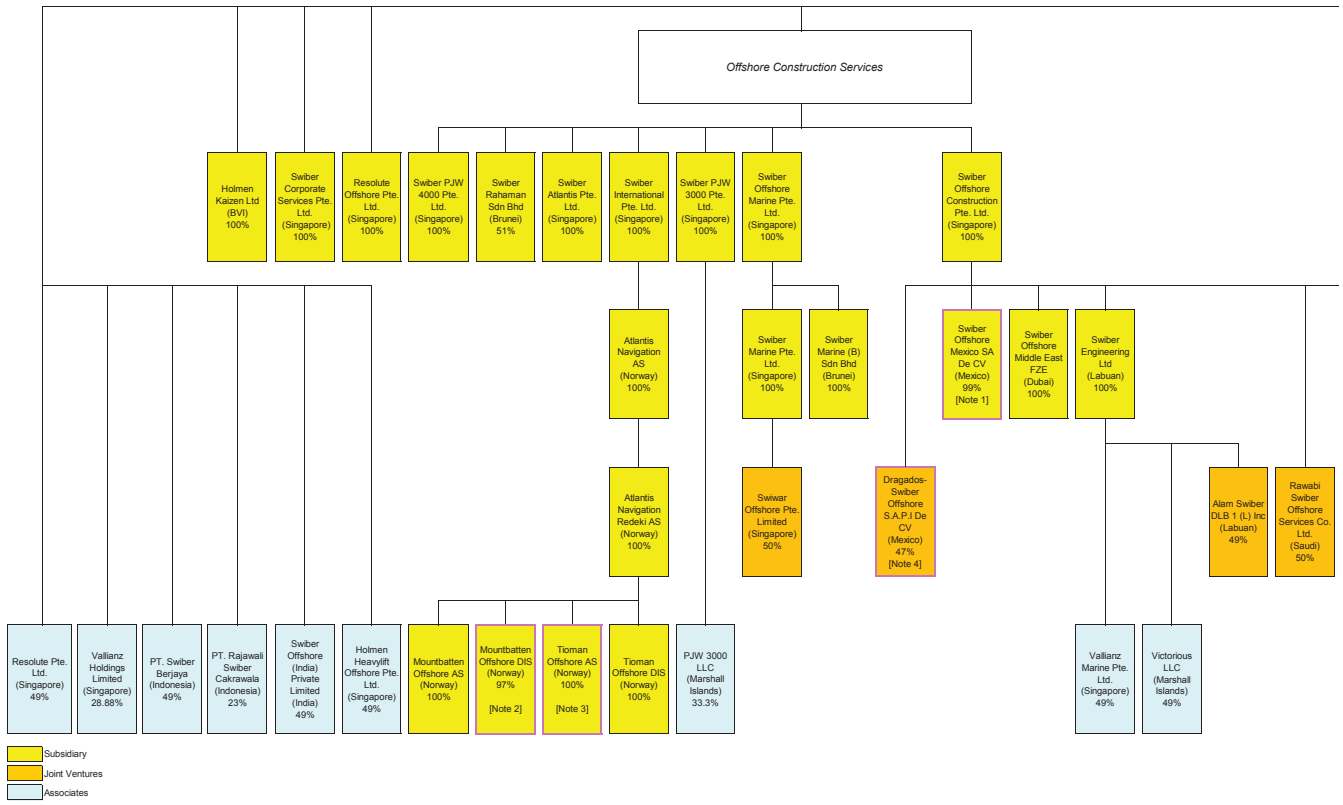 Offshore Construction Services
Holmen
Kaizen Ltd
(BVI)
100%
Swiber
Corporate
Services Pte.
Ltd.
(Singapore)
100%
Resolute
Offshore Pte.
Ltd.
(Singapore)
100%
Swiber PJW
4000 Pte.
Ltd.
(Singapore)
100%
Swiber
Rahaman
Sdn Bhd
(Brunei)
51%
Swiber
Atlantis Pte.
Ltd.
(Singapore)
100%
Swiber
International
Pte. Ltd.
(Singapore)
100%
Swiber PJW
3000 Pte.
Ltd.
(Singapore)
100%
Swiber
Offshore
Marine Pte.
Ltd.
(Singapore)
100%
Swiber
Offshore
Construction
Pte. Ltd.
(Singapore)
100%
Atlantis
Navigation
AS
(Norway)
100%
Swiber
Marine Pte.
Ltd.
(Singapore)
100%
Swiber
Marine (B)
Sdn Bhd
(Brunei)
100%
Swiber
Offshore
Mexico SA
De CV
(Mexico)
99%
[Note 1]
Swiber
Offshore
Middle East
FZE
(Dubai)
100%
Swiber
Engineering
Ltd
(Labuan)
100%
Atlantis
Navigation
Redeki AS
(Norway)
100%
Swiwar
Offshore Pte.
Limited
(Singapore)
50%
Dragados-
Swiber
Offshore
S.A.P.I De
CV
(Mexico)
47%
[Note 4]
Alam Swiber
DLB 1 (L) Inc
(Labuan)
49%
Rawabi
Swiber
Offshore
Services Co.
Ltd.
(Saudi)
50%
Resolute Pte.
Ltd.
(Singapore)
49%
Vallianz
Holdings
Limited
(Singapore)
28.88%
PT. Swiber
Berjaya
(Indonesia)
49%
PT. Rajawali
Swiber
Cakrawala
(Indonesia)
23%
Swiber
Offshore
(India)
Private
Limited
(India)
49%
Holmen
Heavylift
Offshore Pte.
Ltd.
(Singapore)
49%
Mountbatten
Offshore AS
(Norway)
100%
Mountbatten
Offshore DIS
(Norway)
97%
[Note 2]
Tioman
Offshore AS
(Norway)
100%
[Note 3]
Tioman
Offshore DIS
(Norway)
100%
PJW 3000
LLC
(Marshall
Islands)
33.3%
Vallianz
Marine Pte.
Ltd.
(Singapore)
49%
Victorious
LLC
(Marshall
Islands)
49%
Subsidiary
Joint Ventures
Associates